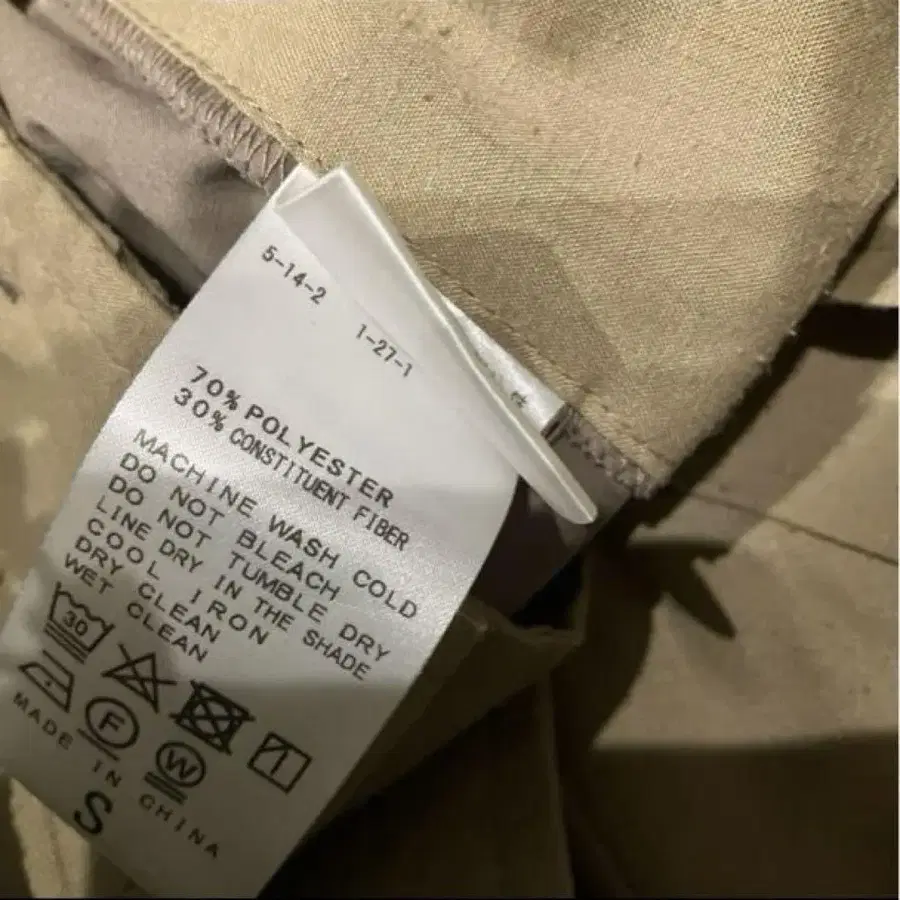 5-14-2
1-27-1
70% POLYESTER
30% CONSTITUENT FIBER
MACHINE WASH COLD
DO NOT BLEACH
DO NOT TUMBLE DRY
LINE DRY IN THE SHADE
COOL IRON
DRY CLEAN
WET CLEAN
30
F
W
MADE IN CHINA
S